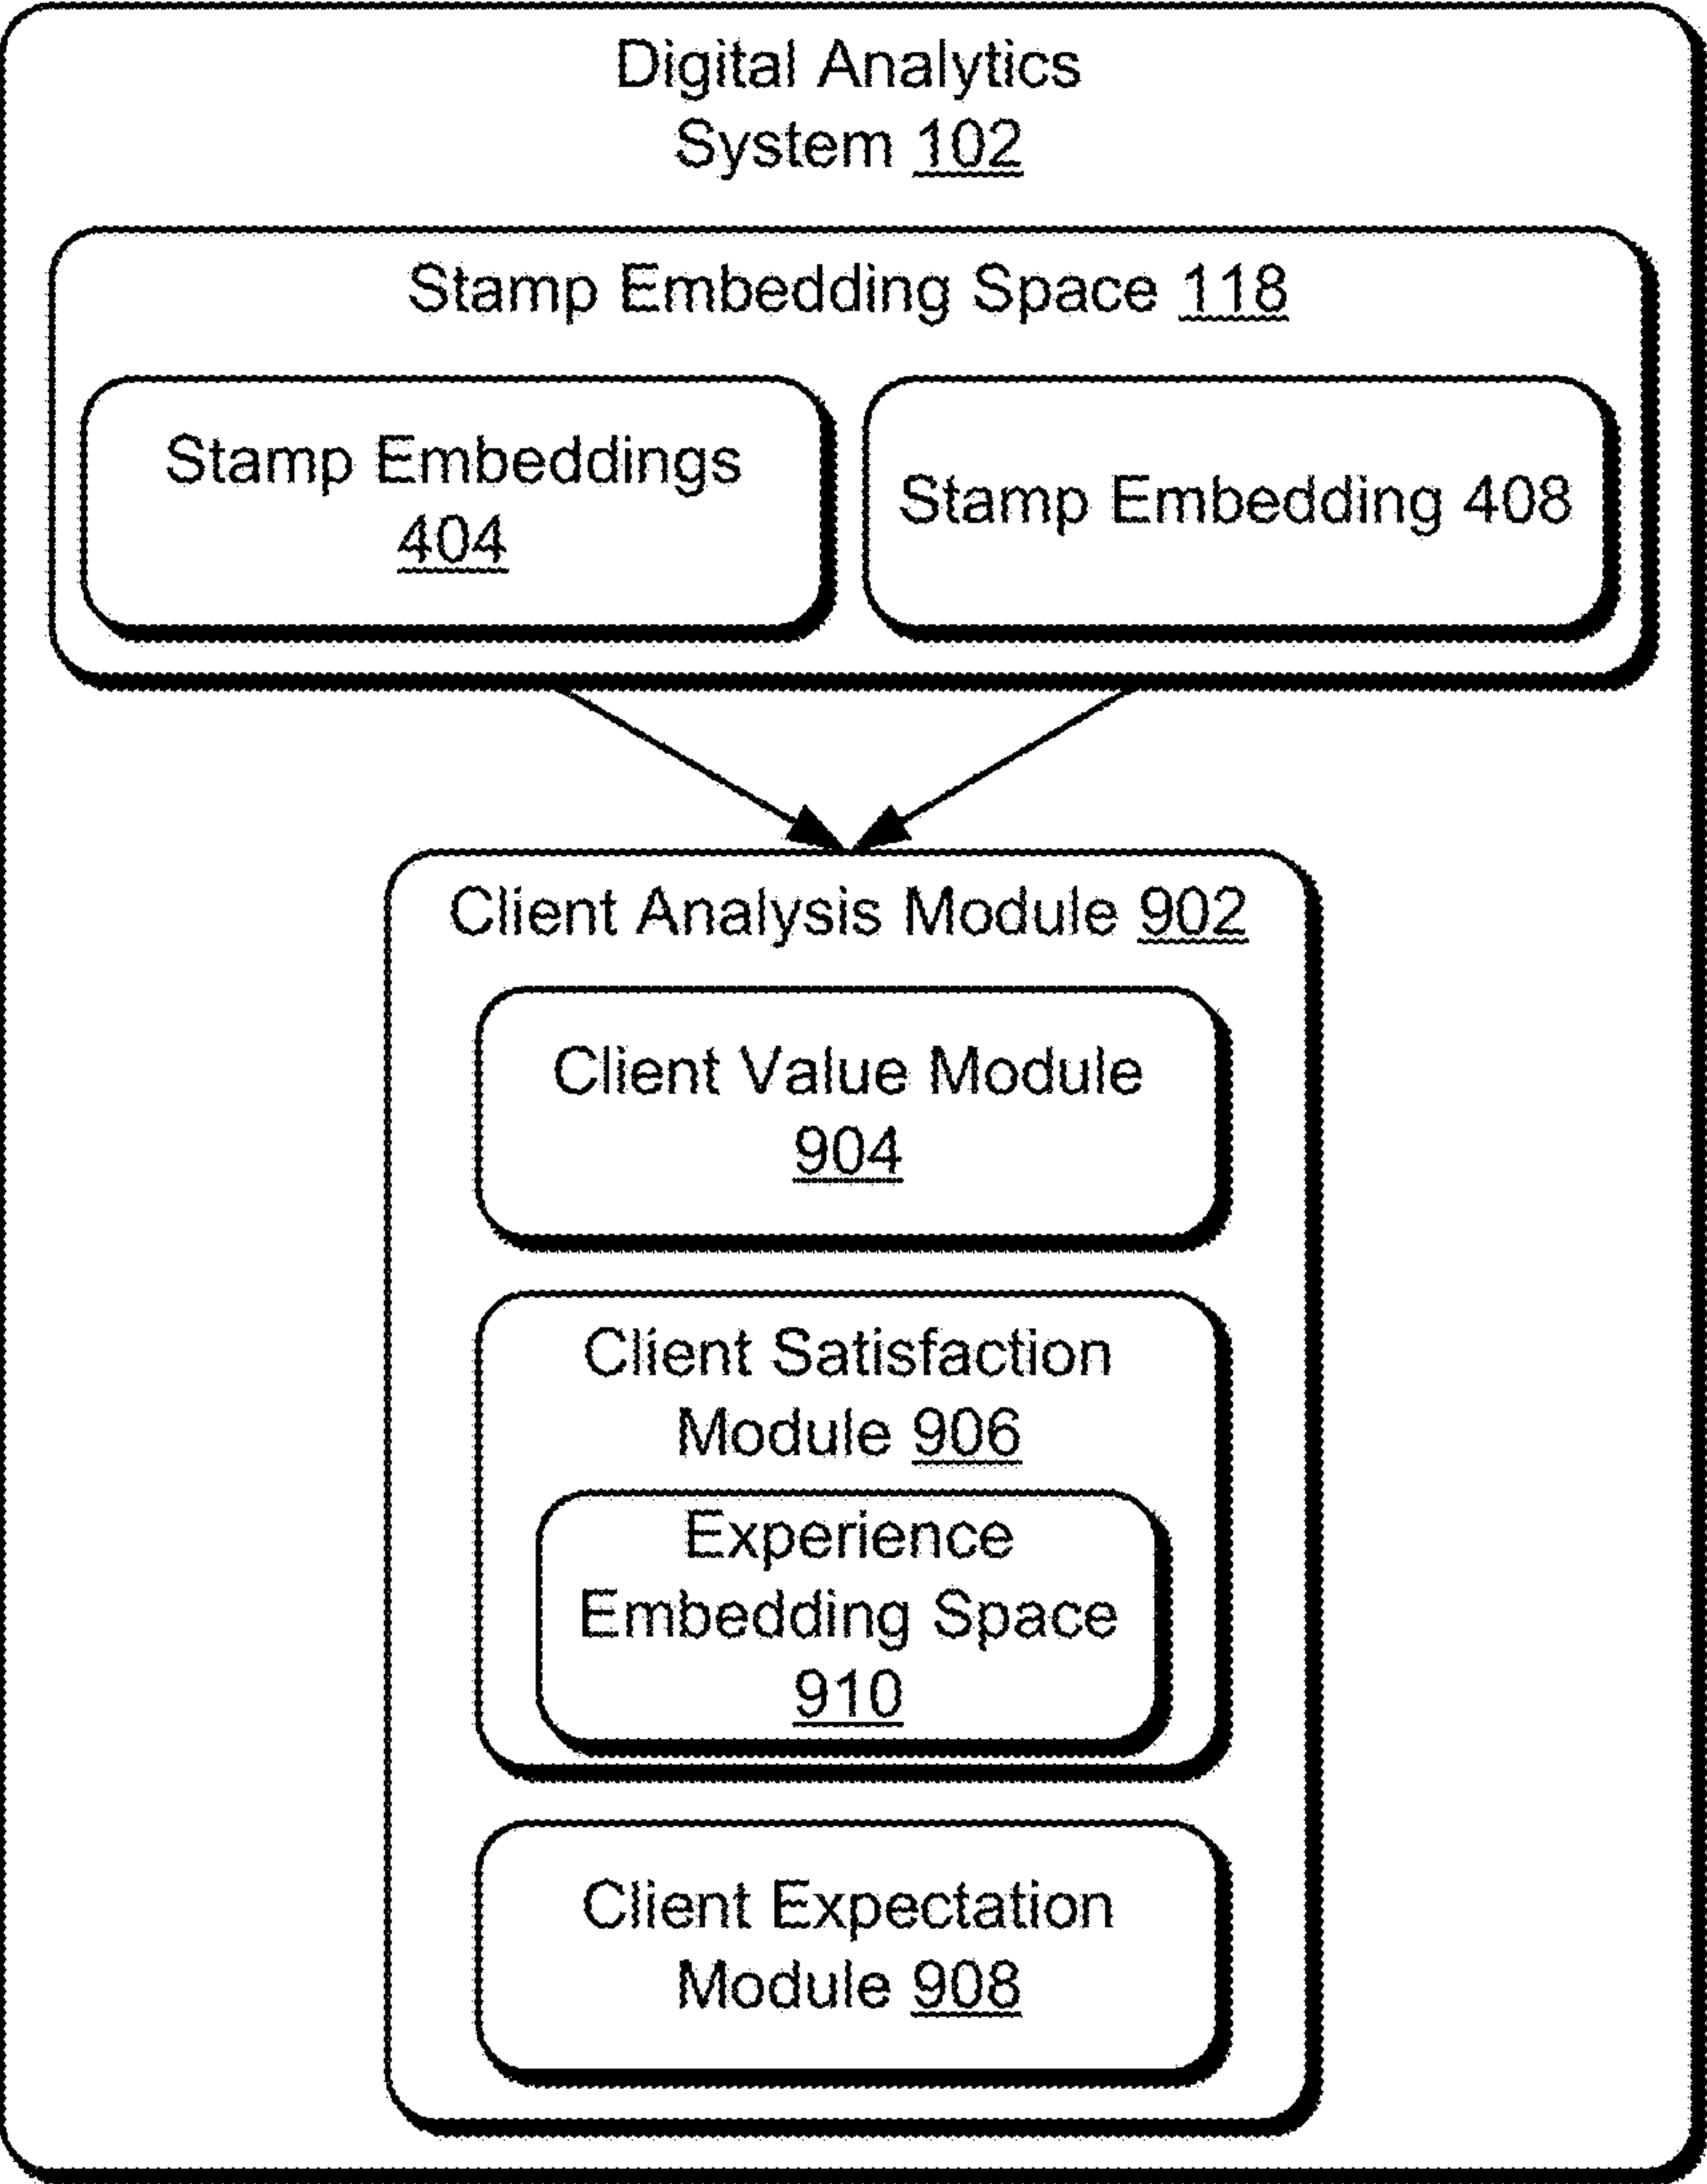 Digital Analytics
System 102
Stamp Embedding Space 118
Stamp Embeddings
404
Stamp Embedding 408
Client Analysis Module 902
Client Value Module
904
Client Satisfaction
Module 906
Experience
Embedding Space
910
Client Expectation
Module 908